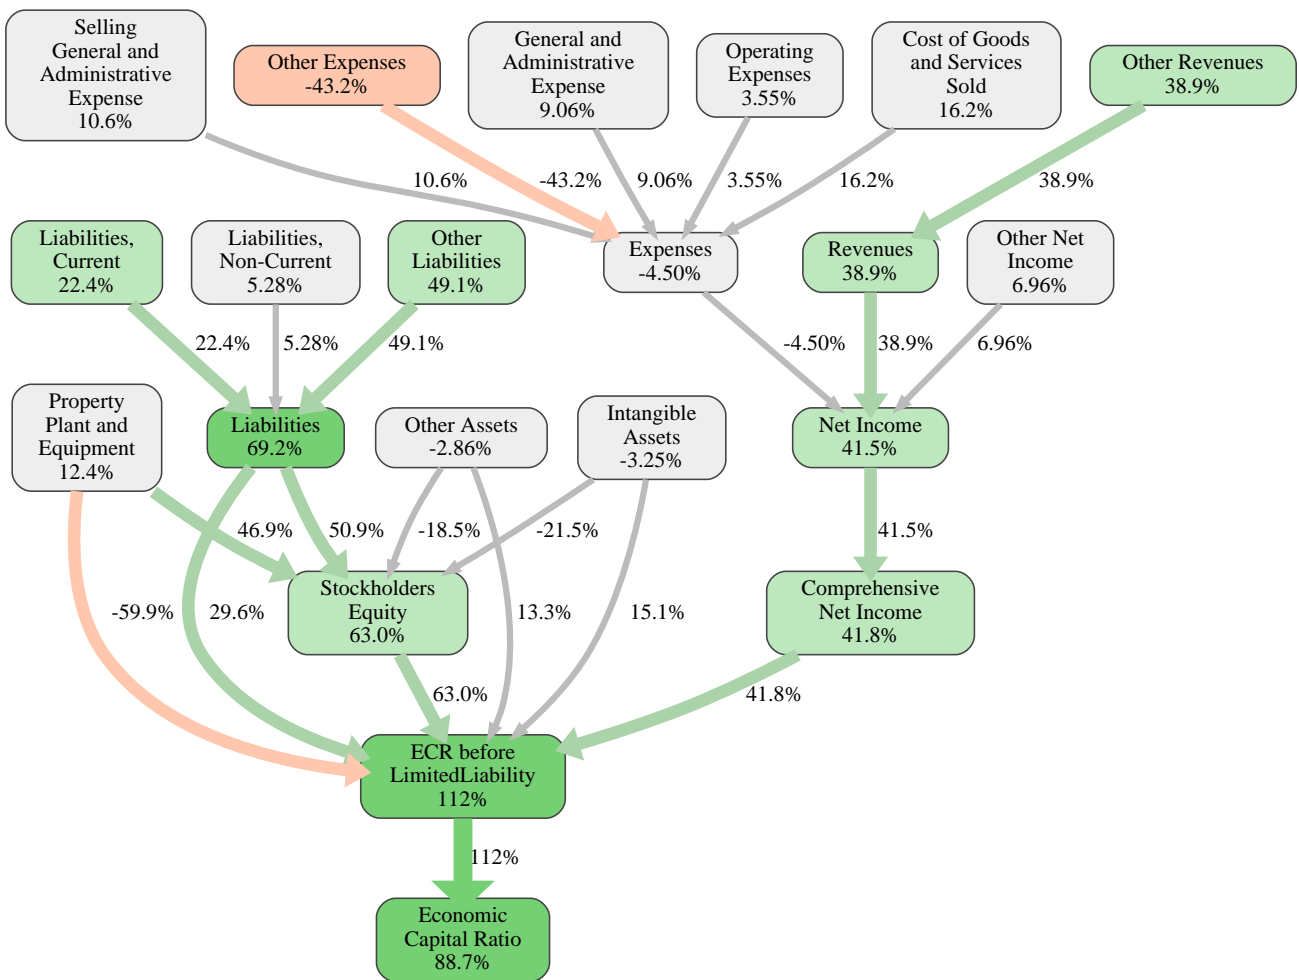 Selling
General and
Administrative
Expense
10.6%
Other Expenses
-43.2%
General and
Administrative
Expense
9.06%
Operating
Expenses
3.55%
Cost of Goods
and Services
Sold
16.2%
Other Revenues
38.9%
10.6%
-43.2%
9.06%
3.55%
16.2%
38.9%
Liabilities,
Current
22.4%
Liabilities,
Non-Current
5.28%
Other
Liabilities
49.1%
Expenses
-4.50%
Revenues
38.9%
Other Net
Income
6.96%
22.4%
5.28%
49.1%
-4.50%
38.9%
6.96%
Property
Plant and
Equipment
12.4%
Liabilities
69.2%
Other Assets
-2.86%
Intangible
Assets
-3.25%
Net Income
41.5%
46.9%
50.9%
-18.5%
-21.5%
41.5%
-59.9%
29.6%
Stockholders
Equity
63.0%
13.3%
15.1%
Comprehensive
Net Income
41.8%
63.0%
41.8%
ECR before
LimitedLiability
112%
112%
Economic
Capital Ratio
88.7%